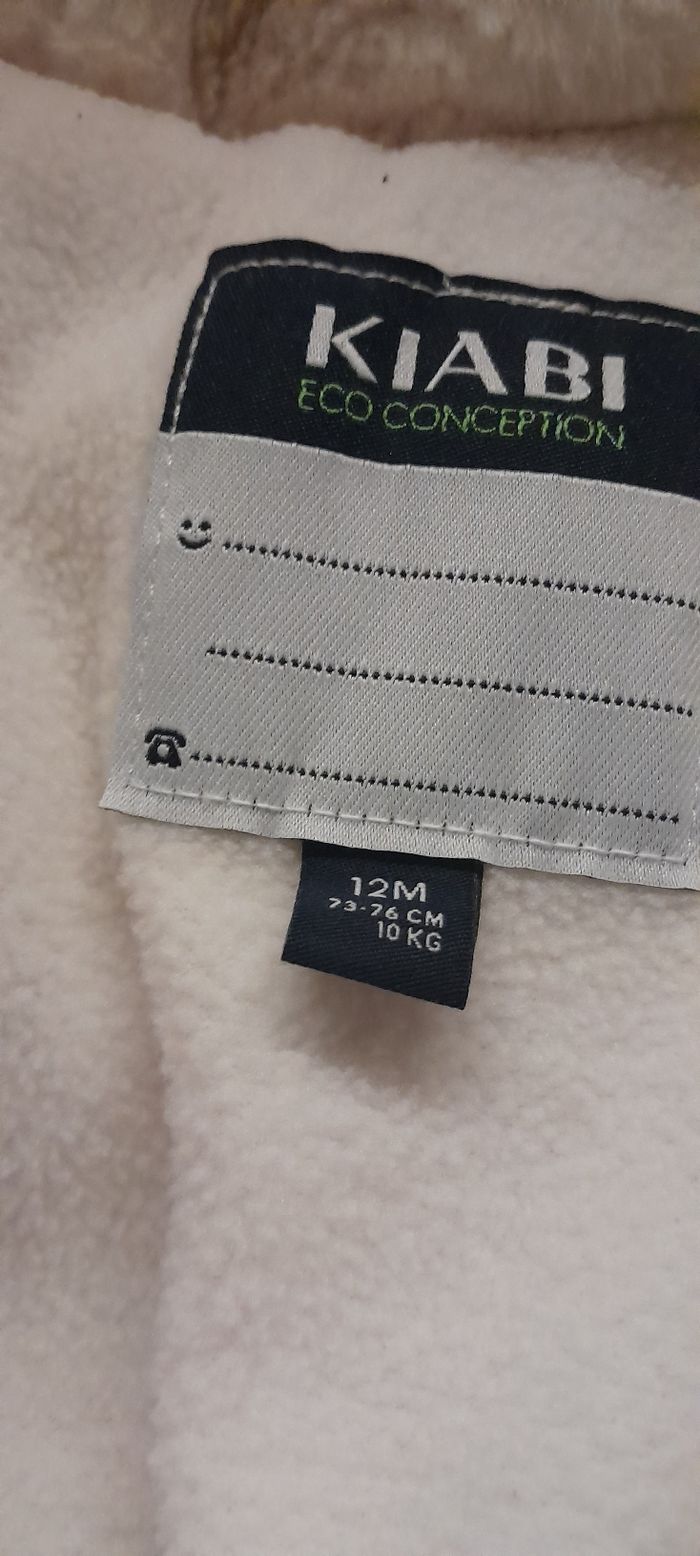 KIABI
ECO CONCEPTION
12M
73-76 CM
10 KG